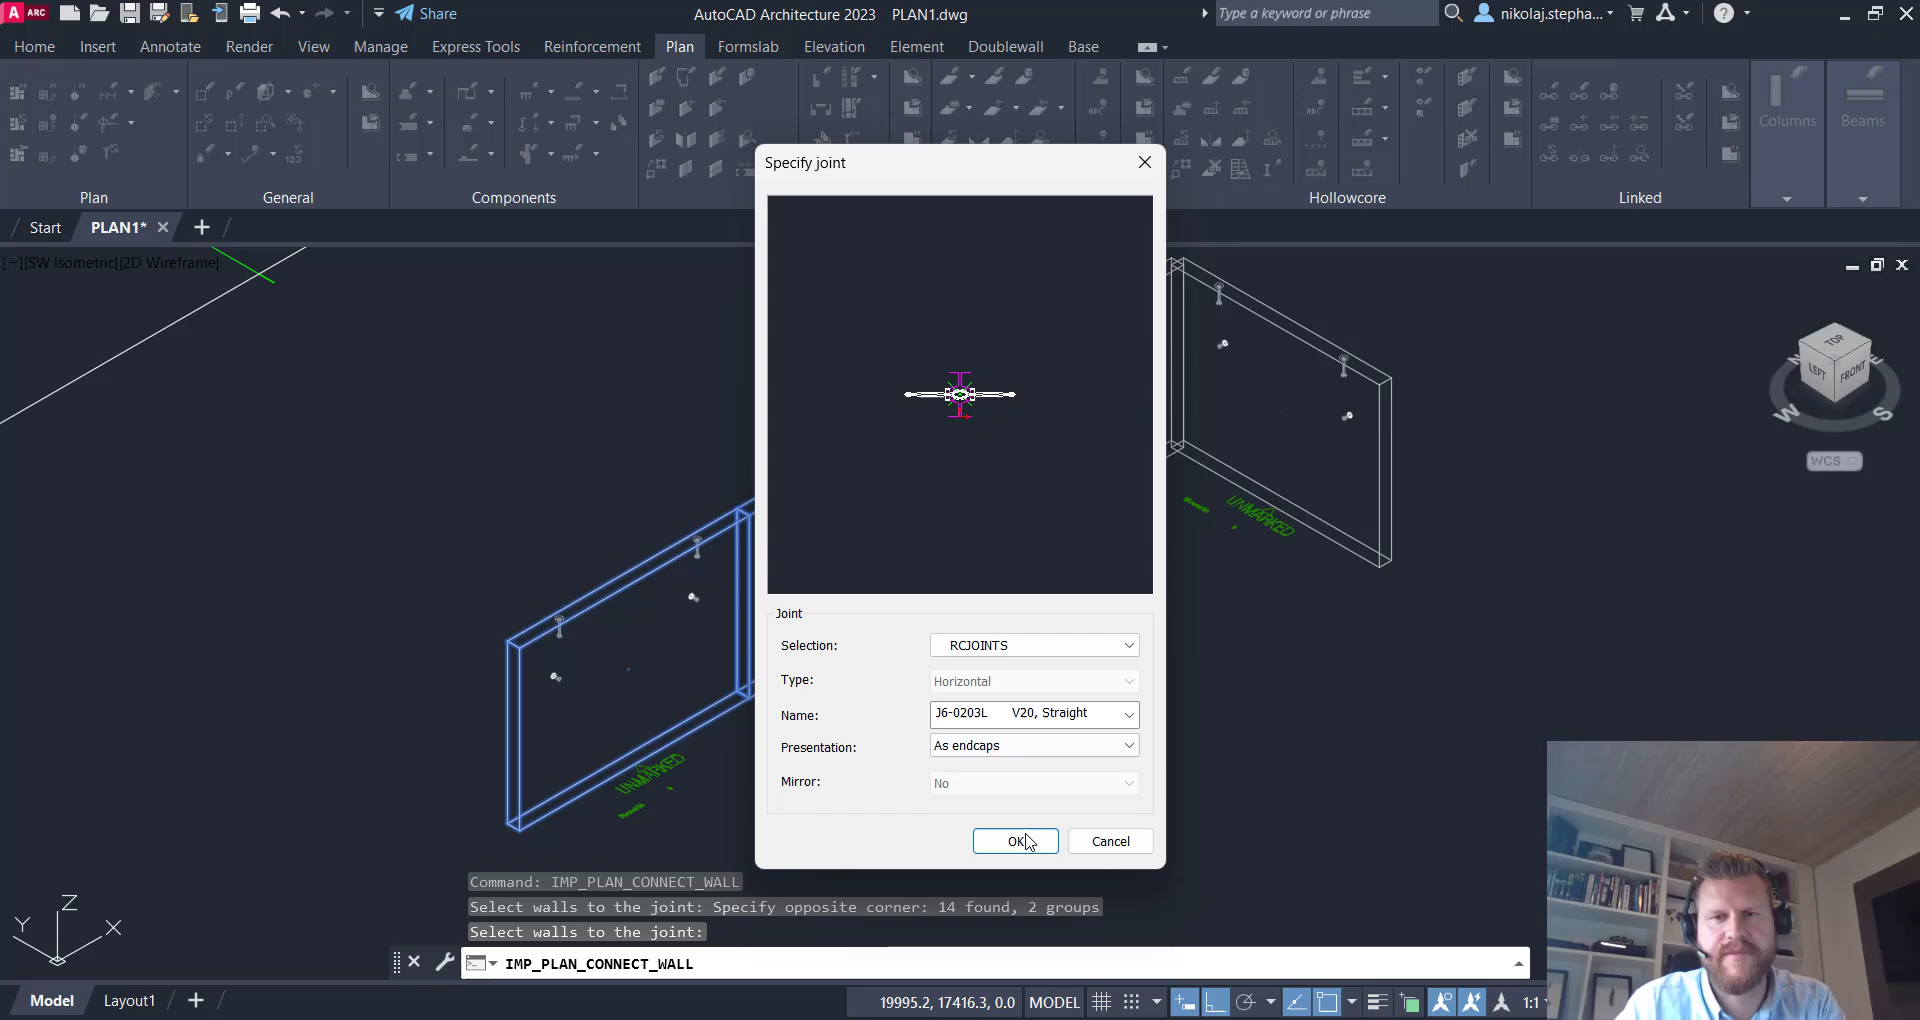 A ARC
Share
AutoCAD Architecture 2023 PLAN1.dwg
Type a keyword or phrase
nikolaj.stepha...
?
Home Insert Annotate Render View Manage Express Tools Reinforcement Plan Formslab Elevation Element Doublewall Base
Columns
Beams
Plan General Components Hollowcore Linked
Start PLAN1*
[−][SW Isometric][2D Wireframe]
Specify joint
Joint
Selection: RCJOINTS
Type: Horizontal
Name: J6-0203L V20, Straight
Presentation: As endcaps
Mirror: No
OK Cancel
TOP
LEFT
FRONT
N
E
W
S
WCS
UNMARKED
UNMARKED
Z
Y
X
Command: IMP_PLAN_CONNECT_WALL
Select walls to the joint: Specify opposite corner: 14 found, 2 groups
Select walls to the joint:
IMP_PLAN_CONNECT_WALL
Model Layout1
19995.2, 17416.3, 0.0 MODEL
1:1